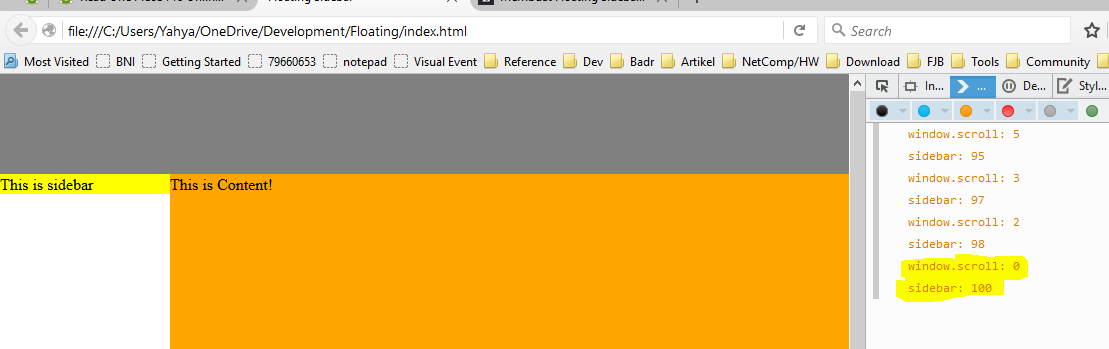 Floating Sidebar
file:///C:/Users/Yahya/OneDrive/Development/Floating/index.html
Search
Most Visited BNI Getting Started 79660653 notepad Visual Event Reference Dev Badr Artikel NetComp/HW Download FJB Tools Community
In... ... De... Styl...
window.scroll: 5
sidebar: 95
window.scroll: 3
sidebar: 97
window.scroll: 2
sidebar: 98
window.scroll: 0
sidebar: 100
This is sidebar
This is Content!